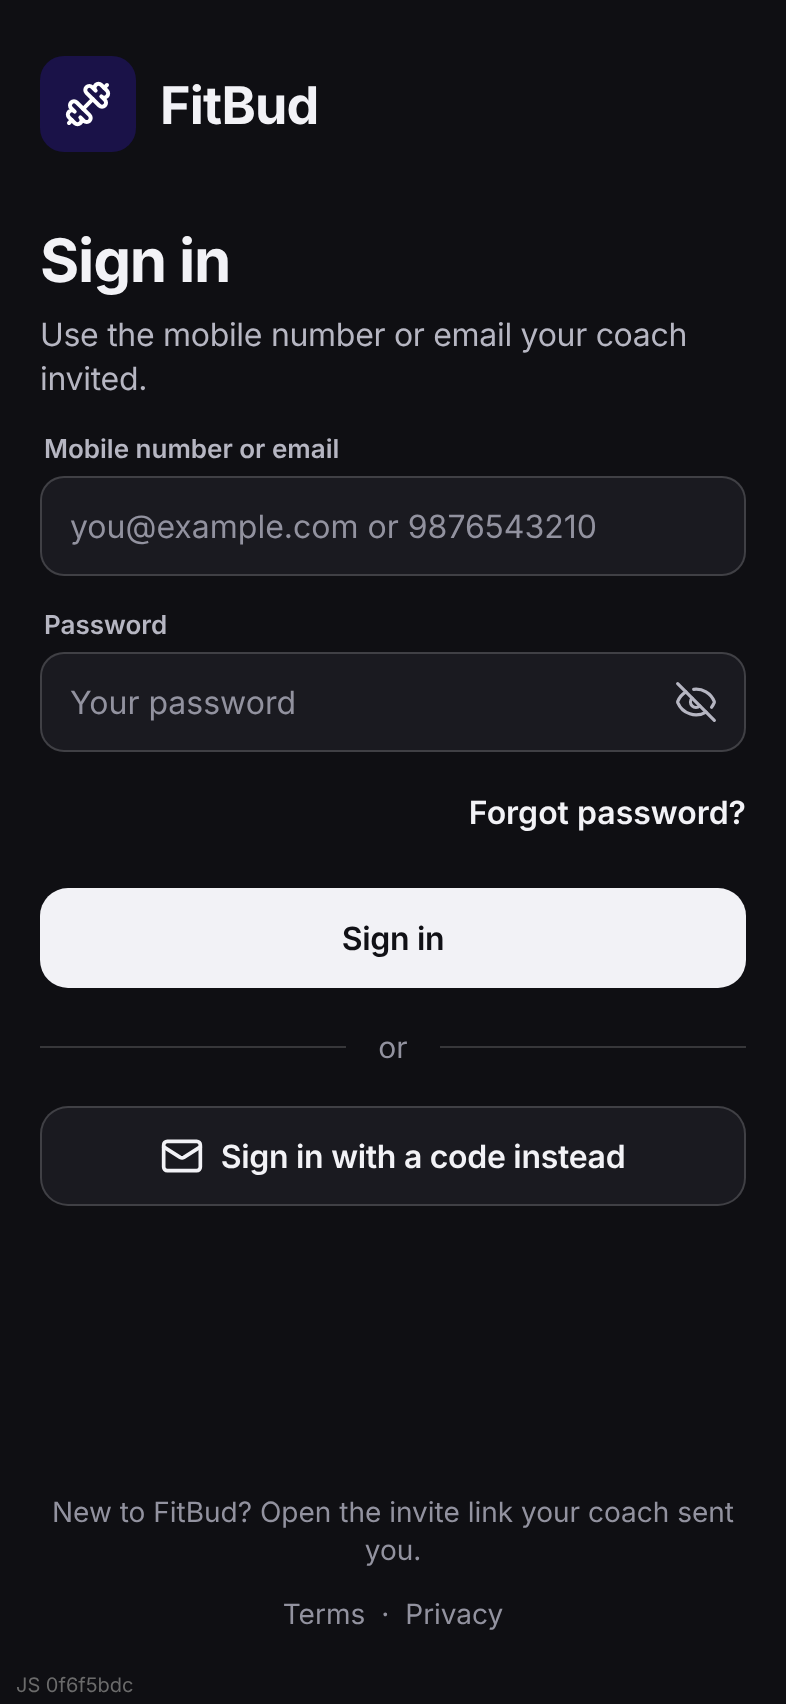 FitBud
Sign in
Use the mobile number or email your coach
invited.
Mobile number or email
you@example.com or 9876543210
Password
Your password
Forgot password?
Sign in
or
Sign in with a code instead
New to FitBud? Open the invite link your coach sent
you.
Terms · Privacy
JS 0f6f5bdc